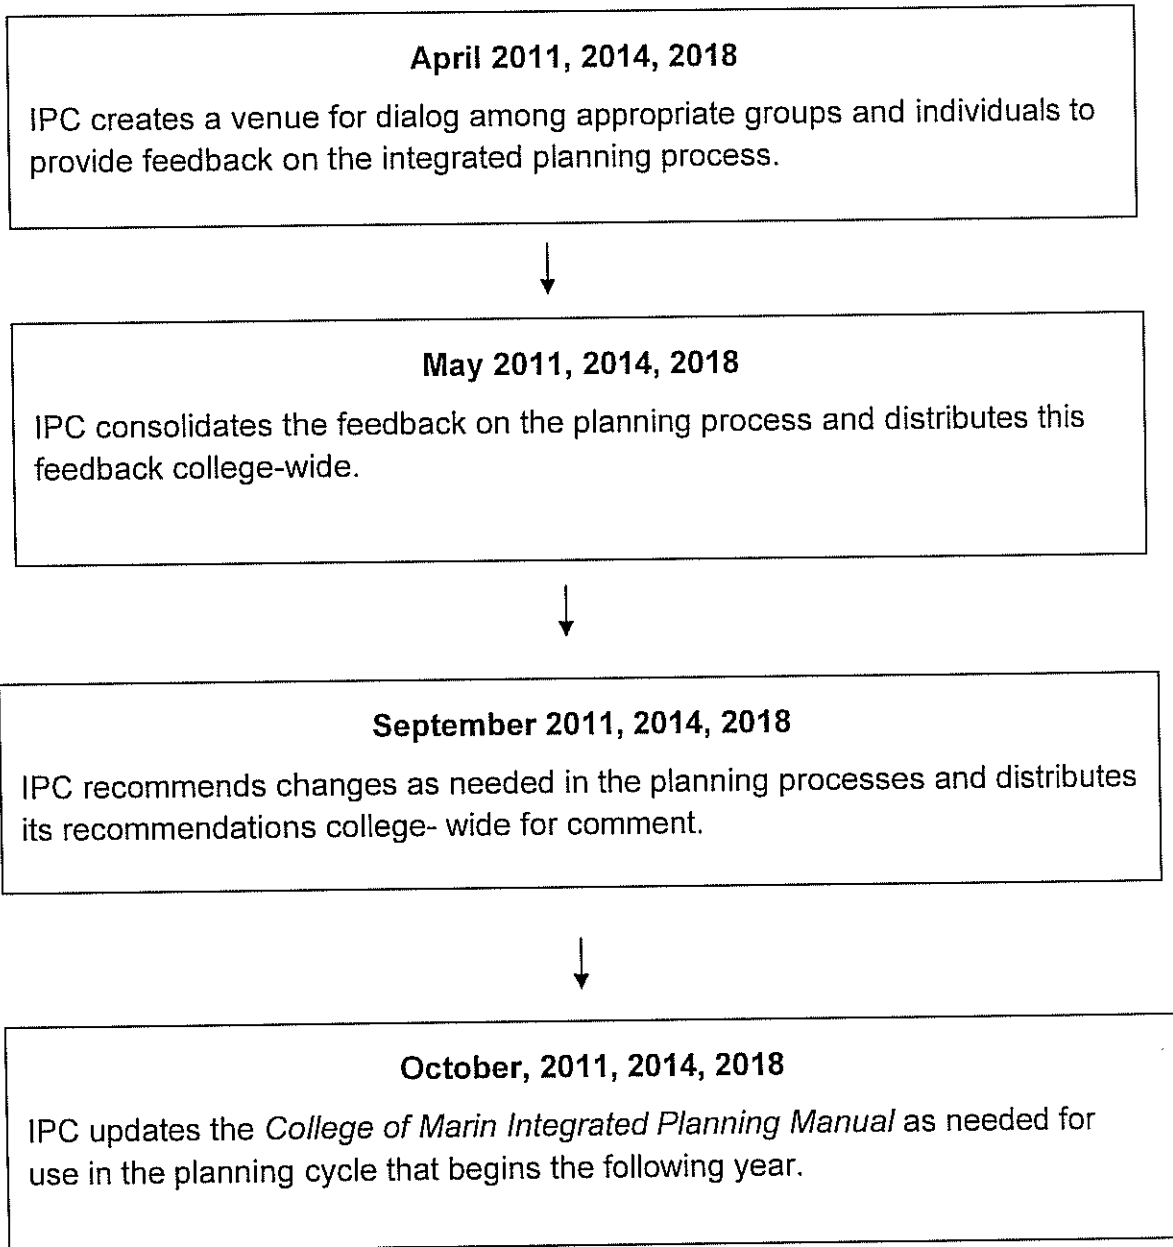 April 2011, 2014, 2018
IPC creates a venue for dialog among appropriate groups and individuals to
provide feedback on the integrated planning process.
May 2011, 2014, 2018
IPC consolidates the feedback on the planning process and distributes this
feedback college-wide.
September 2011, 2014, 2018
IPC recommends changes as needed in the planning processes and distributes
its recommendations college- wide for comment.
October, 2011, 2014, 2018
IPC updates the College of Marin Integrated Planning Manual as needed for
use in the planning cycle that begins the following year.